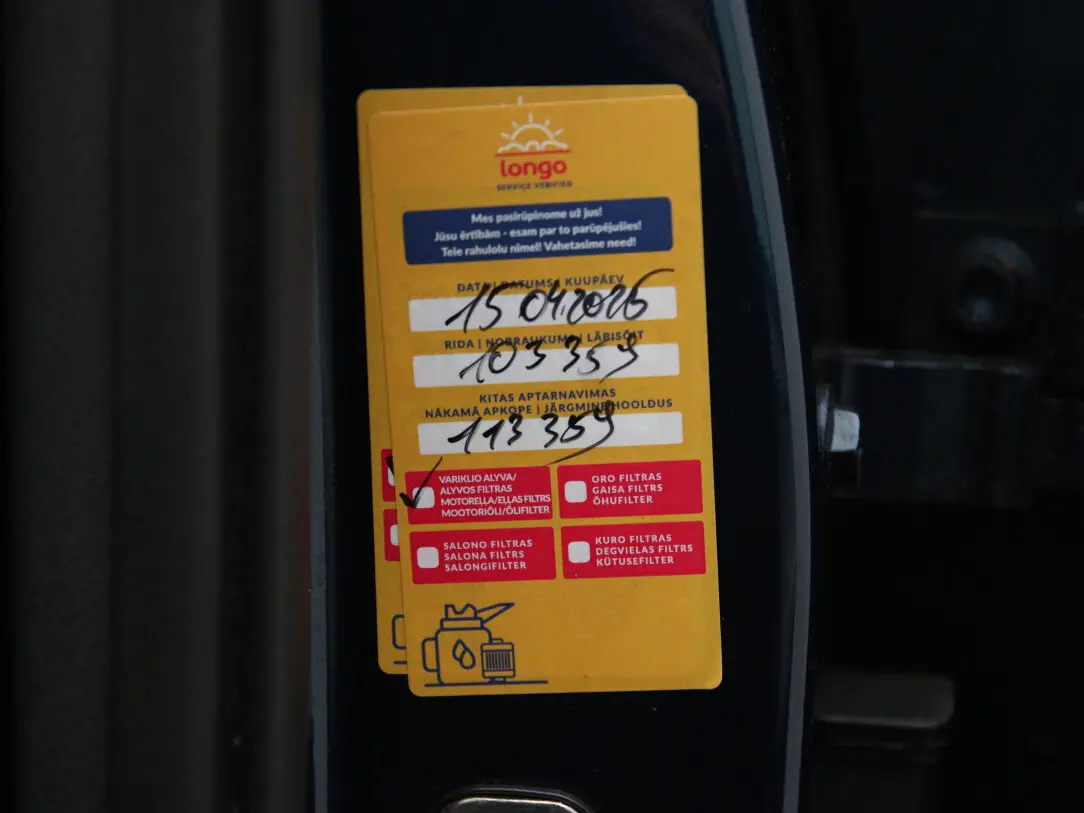 longo
SERVICE VERIFIED
Mes pasirūpinome už jus!
Jūsu ērtībām - esam par to parūpējušies!
Teie rahulolu nimel! Vahetasime need!
DATA | DATUMS | KUUPÄEV
15 04.2026
RIDA | NOBRAUKUMS | LÄBISÕIT
103 359
KITAS APTARNAVIMAS
NĀKAMĀ APKOPE | JÄRGMINE HOOLDUS
113 359
VARIKLIO ALYVA/
ALYVOS FILTRAS
MOTOREĻĻA/EĻĻAS FILTRS
MOOTORIÕLI/ÕLIFILTER
ORO FILTRAS
GAISA FILTRS
ÕHUFILTER
SALONO FILTRAS
SALONA FILTRS
SALONGIFILTER
KURO FILTRAS
DEGVIELAS FILTRS
KÜTUSEFILTER